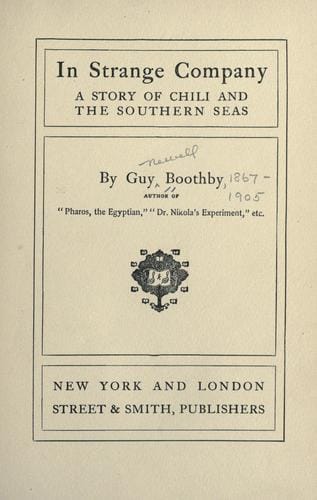 In Strange Company
A STORY OF CHILI AND
THE SOUTHERN SEAS
Newell
By Guy Boothby, 1867-
1905
AUTHOR OF
"Pharos, the Egyptian," "Dr. Nikola's Experiment," etc.
S & S
NEW YORK AND LONDON
STREET & SMITH, PUBLISHERS